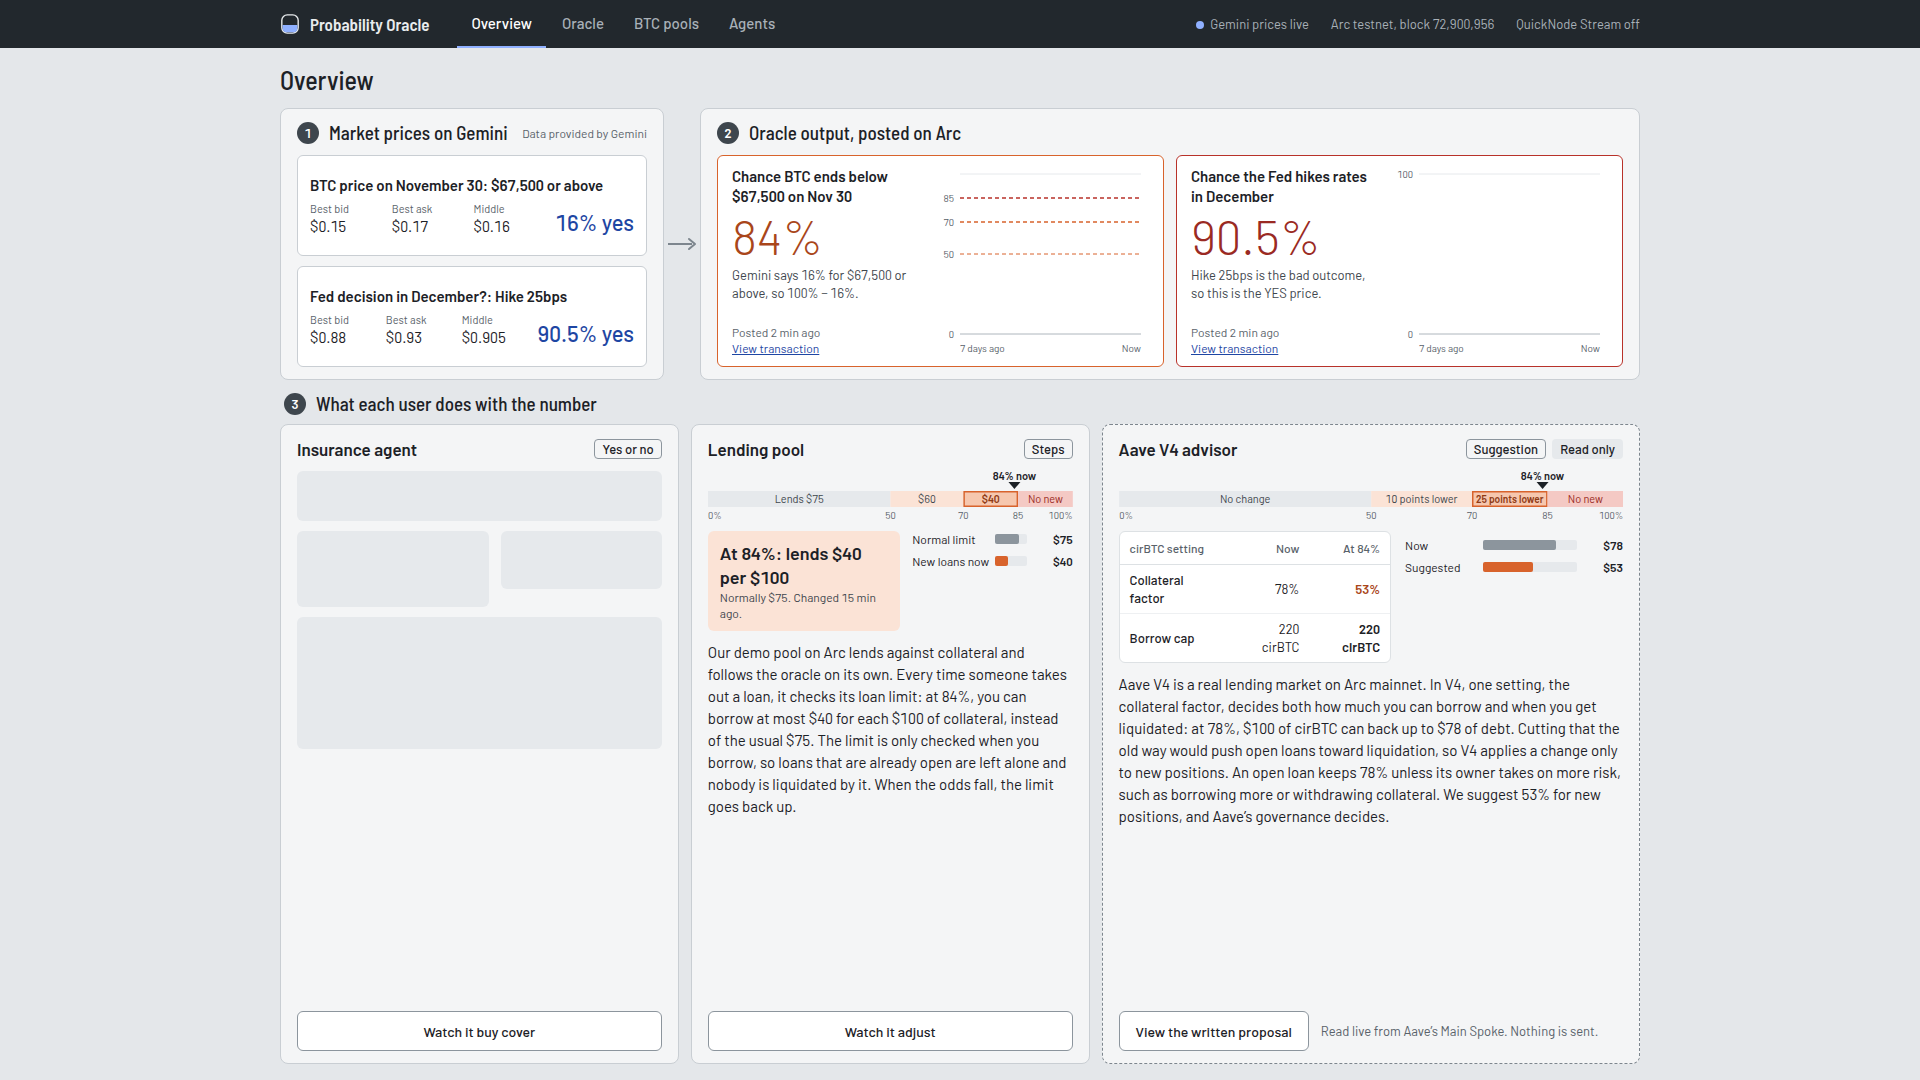 Probability Oracle
Overview
Oracle
BTC pools
Agents
Gemini prices live
Arc testnet, block 72,900,956
QuickNode Stream off
Overview
1 Market prices on Gemini
Data provided by Gemini
BTC price on November 30: $67,500 or above
Best bid Best ask Middle
$0.15 $0.17 $0.16 16% yes
Fed decision in December?: Hike 25bps
Best bid Best ask Middle
$0.88 $0.93 $0.905 90.5% yes
2 Oracle output, posted on Arc
Chance BTC ends below
$67,500 on Nov 30
84%
Gemini says 16% for $67,500 or
above, so 100% – 16%.
Posted 2 min ago
View transaction
85
70
50
0
7 days ago Now
Chance the Fed hikes rates
in December
90.5%
Hike 25bps is the bad outcome,
so this is the YES price.
Posted 2 min ago
View transaction
100
0
7 days ago Now
3 What each user does with the number
Insurance agent
Yes or no
Watch it buy cover
Lending pool
Steps
84% now
Lends $75 $60 $40 No new
0% 50 70 85 100%
At 84%: lends $40
per $100
Normally $75. Changed 15 min
ago.
Normal limit $75
New loans now $40
Our demo pool on Arc lends against collateral and
follows the oracle on its own. Every time someone takes
out a loan, it checks its loan limit: at 84%, you can
borrow at most $40 for each $100 of collateral, instead
of the usual $75. The limit is only checked when you
borrow, so loans that are already open are left alone and
nobody is liquidated by it. When the odds fall, the limit
goes back up.
Watch it adjust
Aave V4 advisor
Suggestion
Read only
84% now
No change 10 points lower 25 points lower No new
0% 50 70 85 100%
cirBTC setting Now At 84%
Collateral
factor
78% 53%
Borrow cap
220
cirBTC
220
cirBTC
Now $78
Suggested $53
Aave V4 is a real lending market on Arc mainnet. In V4, one setting, the
collateral factor, decides both how much you can borrow and when you get
liquidated: at 78%, $100 of cirBTC can back up to $78 of debt. Cutting that the
old way would push open loans toward liquidation, so V4 applies a change only
to new positions. An open loan keeps 78% unless its owner takes on more risk,
such as borrowing more or withdrawing collateral. We suggest 53% for new
positions, and Aave's governance decides.
View the written proposal
Read live from Aave's Main Spoke. Nothing is sent.